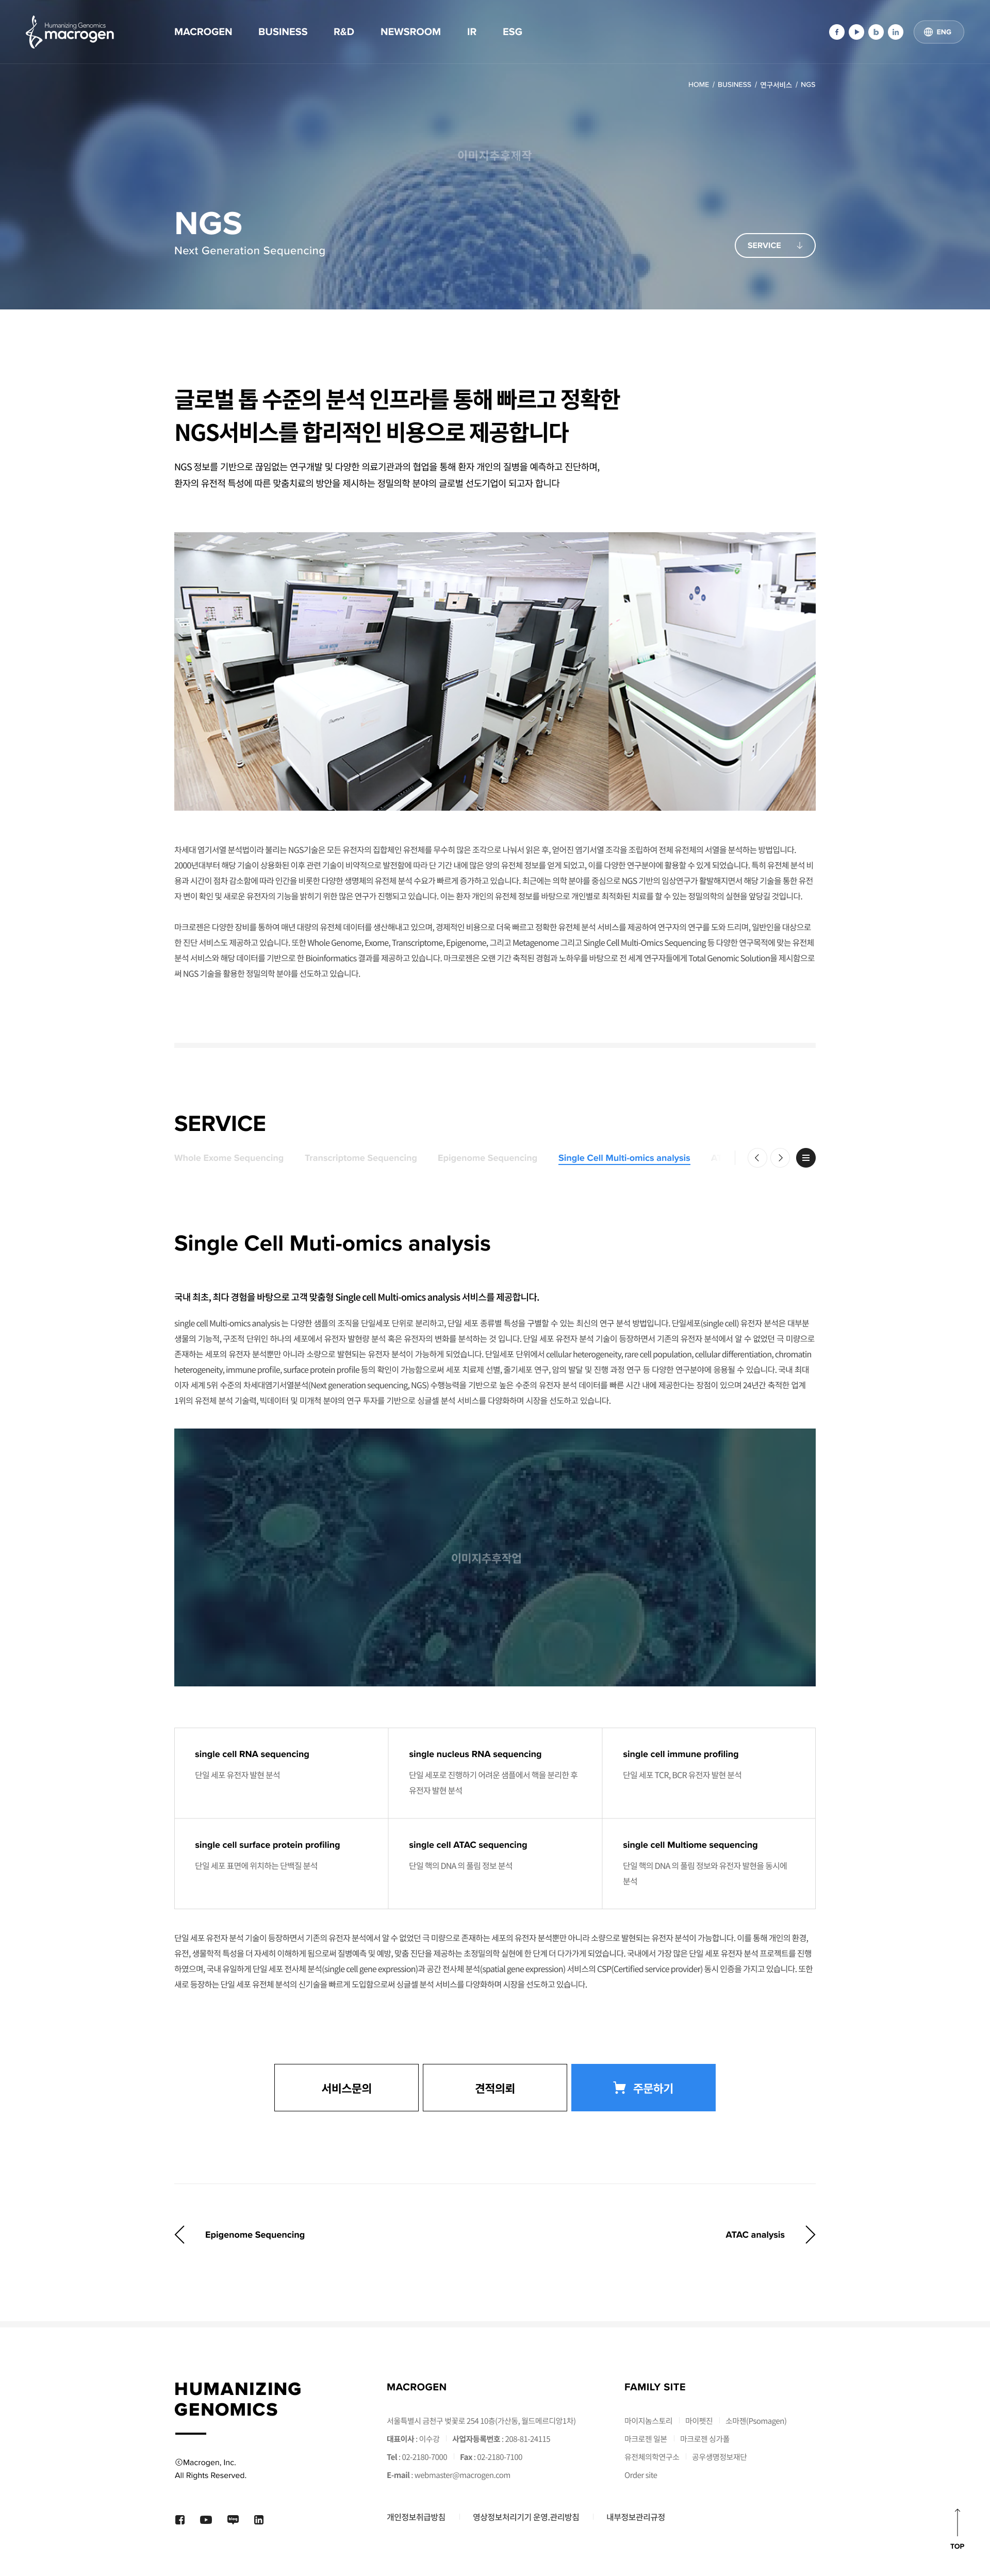 Humanizing Genomics
macrogen
MACROGEN BUSINESS R&D NEWSROOM IR ESG
ENG
HOME / BUSINESS / 연구서비스 / NGS
이미지추후제작
NGS
Next Generation Sequencing
SERVICE
글로벌 톱 수준의 분석 인프라를 통해 빠르고 정확한
NGS서비스를 합리적인 비용으로 제공합니다
NGS 정보를 기반으로 끊임없는 연구개발 및 다양한 의료기관과의 협업을 통해 환자 개인의 질병을 예측하고 진단하며,
환자의 유전적 특성에 따른 맞춤치료의 방안을 제시하는 정밀의학 분야의 글로벌 선도기업이 되고자 합니다
차세대 염기서열 분석법이라 불리는 NGS기술은 모든 유전자의 집합체인 유전체를 무수히 많은 조각으로 나눠서 읽은 후, 얻어진 염기서열 조각을 조립하여 전체 유전체의 서열을 분석하는 방법입니다.
2000년대부터 해당 기술이 상용화된 이후 관련 기술이 비약적으로 발전함에 따라 단 기간 내에 많은 양의 유전체 정보를 얻게 되었고, 이를 다양한 연구분야에 활용할 수 있게 되었습니다. 특히 유전체 분석 비
용과 시간이 점차 감소함에 따라 인간을 비롯한 다양한 생명체의 유전체 분석 수요가 빠르게 증가하고 있습니다. 최근에는 의학 분야를 중심으로 NGS 기반의 임상연구가 활발해지면서 해당 기술을 통한 유전
자 변이 확인 및 새로운 유전자의 기능을 밝히기 위한 많은 연구가 진행되고 있습니다. 이는 환자 개인의 유전체 정보를 바탕으로 개인별로 최적화된 치료를 할 수 있는 정밀의학의 실현을 앞당길 것입니다.
마크로젠은 다양한 장비를 통하여 매년 대량의 유전체 데이터를 생산해내고 있으며, 경제적인 비용으로 더욱 빠르고 정확한 유전체 분석 서비스를 제공하여 연구자의 연구를 도와 드리며, 일반인을 대상으로
한 진단 서비스도 제공하고 있습니다. 또한 Whole Genome, Exome, Transcriptome, Epigenome, 그리고 Metagenome 그리고 Single Cell Multi-Omics Sequencing 등 다양한 연구목적에 맞는 유전체
분석 서비스와 해당 데이터를 기반으로 한 Bioinformatics 결과를 제공하고 있습니다. 마크로젠은 오랜 기간 축적된 경험과 노하우를 바탕으로 전 세계 연구자들에게 Total Genomic Solution을 제시함으로
써 NGS 기술을 활용한 정밀의학 분야를 선도하고 있습니다.
SERVICE
Whole Exome Sequencing Transcriptome Sequencing Epigenome Sequencing Single Cell Multi-omics analysis A
Single Cell Muti-omics analysis
국내 최초, 최다 경험을 바탕으로 고객 맞춤형 Single cell Multi-omics analysis 서비스를 제공합니다.
single cell Multi-omics analysis 는 다양한 샘플의 조직을 단일세포 단위로 분리하고, 단일 세포 종류별 특성을 구별할 수 있는 최신의 연구 분석 방법입니다. 단일세포(single cell) 유전자 분석은 대부분
생물의 기능적, 구조적 단위인 하나의 세포에서 유전자 발현량 분석 혹은 유전자의 변화를 분석하는 것 입니다. 단일 세포 유전자 분석 기술이 등장하면서 기존의 유전자 분석에서 알 수 없었던 극 미량으로
존재하는 세포의 유전자 분석뿐만 아니라 소량으로 발현되는 유전자 분석이 가능하게 되었습니다. 단일세포 단위에서 cellular heterogeneity, rare cell population, cellular differentiation, chromatin
heterogeneity, immune profile, surface protein profile 등의 확인이 가능함으로써 세포 치료제 선별, 줄기세포 연구, 암의 발달 및 진행 과정 연구 등 다양한 연구분야에 응용될 수 있습니다. 국내 최대
이자 세계 5위 수준의 차세대염기서열분석(Next generation sequencing, NGS) 수행능력을 기반으로 높은 수준의 유전자 분석 데이터를 빠른 시간 내에 제공한다는 장점이 있으며 24년간 축적한 업계
1위의 유전체 분석 기술력, 빅데이터 및 미개척 분야의 연구 투자를 기반으로 싱글셀 분석 서비스를 다양화하며 시장을 선도하고 있습니다.
이미지추후작업
single cell RNA sequencing
단일 세포 유전자 발현 분석
single nucleus RNA sequencing
단일 세포로 진행하기 어려운 샘플에서 핵을 분리한 후
유전자 발현 분석
single cell immune profiling
단일 세포 TCR, BCR 유전자 발현 분석
single cell surface protein profiling
단일 세포 표면에 위치하는 단백질 분석
single cell ATAC sequencing
단일 핵의 DNA 의 풀림 정보 분석
single cell Multiome sequencing
단일 핵의 DNA 의 풀림 정보와 유전자 발현을 동시에
분석
단일 세포 유전자 분석 기술이 등장하면서 기존의 유전자 분석에서 알 수 없었던 극 미량으로 존재하는 세포의 유전자 분석뿐만 아니라 소량으로 발현되는 유전자 분석이 가능합니다. 이를 통해 개인의 환경,
유전, 생물학적 특성을 더 자세히 이해하게 됨으로써 질병예측 및 예방, 맞춤 진단을 제공하는 초정밀의학 실현에 한 단계 더 다가가게 되었습니다. 국내에서 가장 많은 단일 세포 유전자 분석 프로젝트를 진행
하였으며, 국내 유일하게 단일 세포 전사체 분석(single cell gene expression)과 공간 전사체 분석(spatial gene expression) 서비스의 CSP(Certified service provider) 동시 인증을 가지고 있습니다. 또한
새로 등장하는 단일 세포 유전체 분석의 신기술을 빠르게 도입함으로써 싱글셀 분석 서비스를 다양화하며 시장을 선도하고 있습니다.
서비스문의 견적의뢰 주문하기
Epigenome Sequencing ATAC analysis
HUMANIZING
GENOMICS
ⓒMacrogen, Inc.
All Rights Reserved.
MACROGEN
서울특별시 금천구 벚꽃로 254 10층(가산동, 월드메르디앙1차)
대표이사 : 이수강 사업자등록번호 : 208-81-24115
Tel : 02-2180-7000 Fax : 02-2180-7100
E-mail : webmaster@macrogen.com
FAMILY SITE
마이지놈스토리 마이펫진 소마젠(Psomagen)
마크로젠 일본 마크로젠 싱가폴
유전체의학연구소 공우생명정보재단
Order site
개인정보취급방침 영상정보처리기기 운영.관리방침 내부정보관리규정
TOP